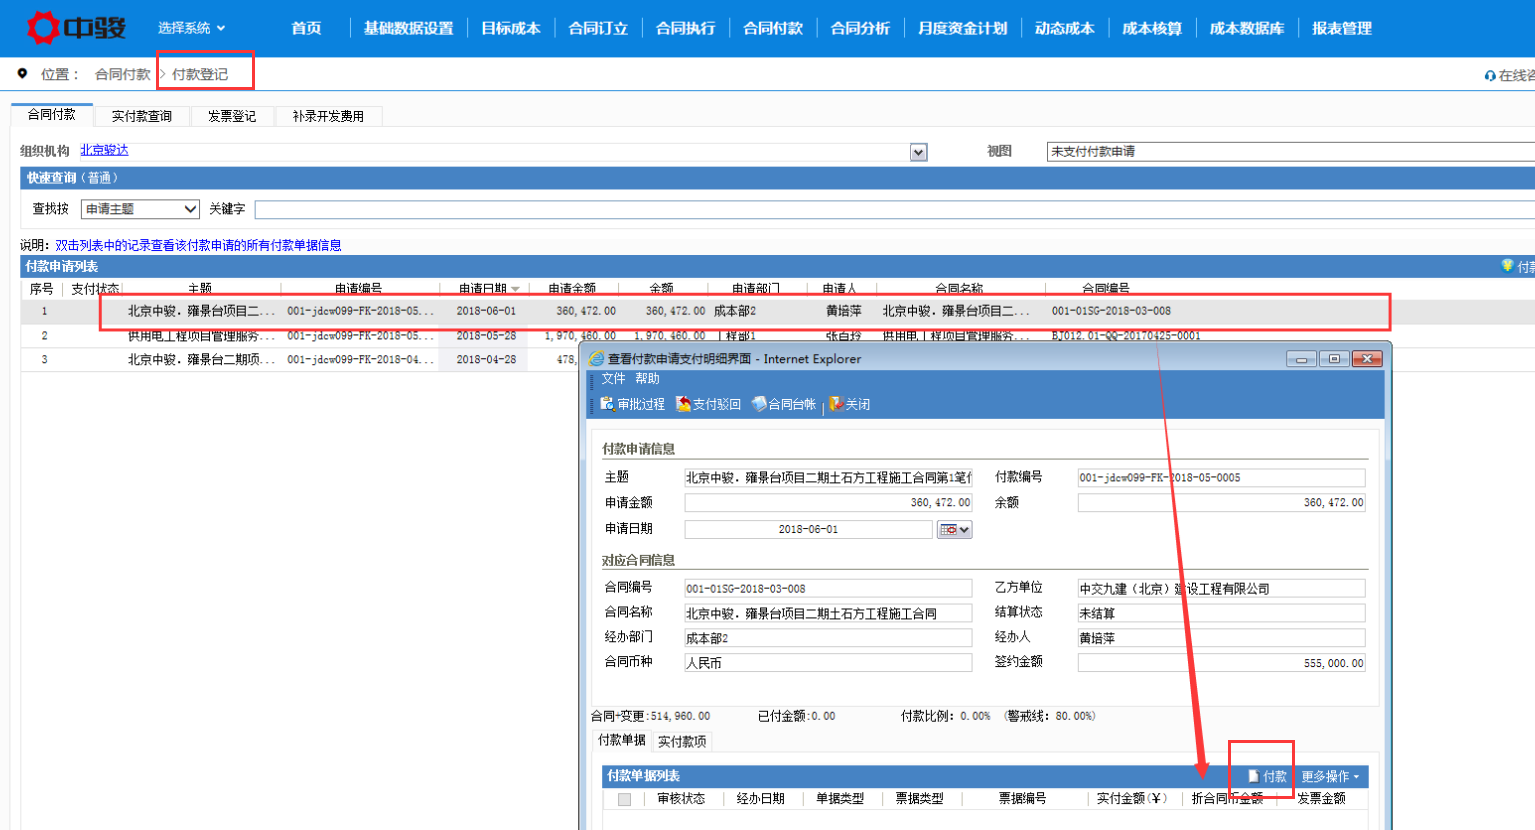 中骏 选择系统 首页 基础数据设置 目标成本 合同订立 合同执行 合同付款 合同分析 月度资金计划 动态成本 成本核算 成本数据库 报表管理
位置： 合同付款 > 付款登记 在线咨
合同付款 实付款查询 发票登记 补录开发费用
组织机构 北京骏达 视图 未支付付款申请
快速查询（普通）
查找按 申请主题 关键字
说明: 双击列表中的记录查看该付款申请的所有付款单据信息
付款申请列表 付款
序号 支付状态 主题 申请编号 申请日期 申请金额 余额 申请部门 申请人 合同名称 合同编号
1 北京中骏．雍景台项目二... 001-jdcw099-FK-2018-05... 2018-06-01 360,472.00 360,472.00 成本部2 黄培萍 北京中骏．雍景台项目二... 001-01SG-2018-03-008
2 供用电工程项目管理服务... 001-jdcw099-FK-2018-05... 2018-05-28 1,970,460.00 1,970,460.00 工程部1 张百玲 供用电工程项目管理服务... BJ012.01-QQ-20170425-0001
3 北京中骏．雍景台二期项... 001-jdcw099-FK-2018-04... 2018-04-28 478,
查看付款申请支付明细界面 - Internet Explorer
文件 帮助
审批过程 支付驳回 合同台帐 关闭
付款申请信息
主题 北京中骏．雍景台项目二期土石方工程施工合同第1笔付 付款编号 001-jdcw099-FK-2018-05-0005
申请金额 360,472.00 余额 360,472.00
申请日期 2018-06-01
对应合同信息
合同编号 001-01SG-2018-03-008 乙方单位 中交九建（北京）建设工程有限公司
合同名称 北京中骏．雍景台项目二期土石方工程施工合同 结算状态 未结算
经办部门 成本部2 经办人 黄培萍
合同币种 人民币 签约金额 555,000.00
合同+变更:514,960.00 已付金额:0.00 付款比例: 0.00% （警戒线: 80.00%）
付款单据 实付款项
付款单据列表 付款 更多操作
审核状态 经办日期 单据类型 票据类型 票据编号 实付金额(￥) 折合同币金额 发票金额